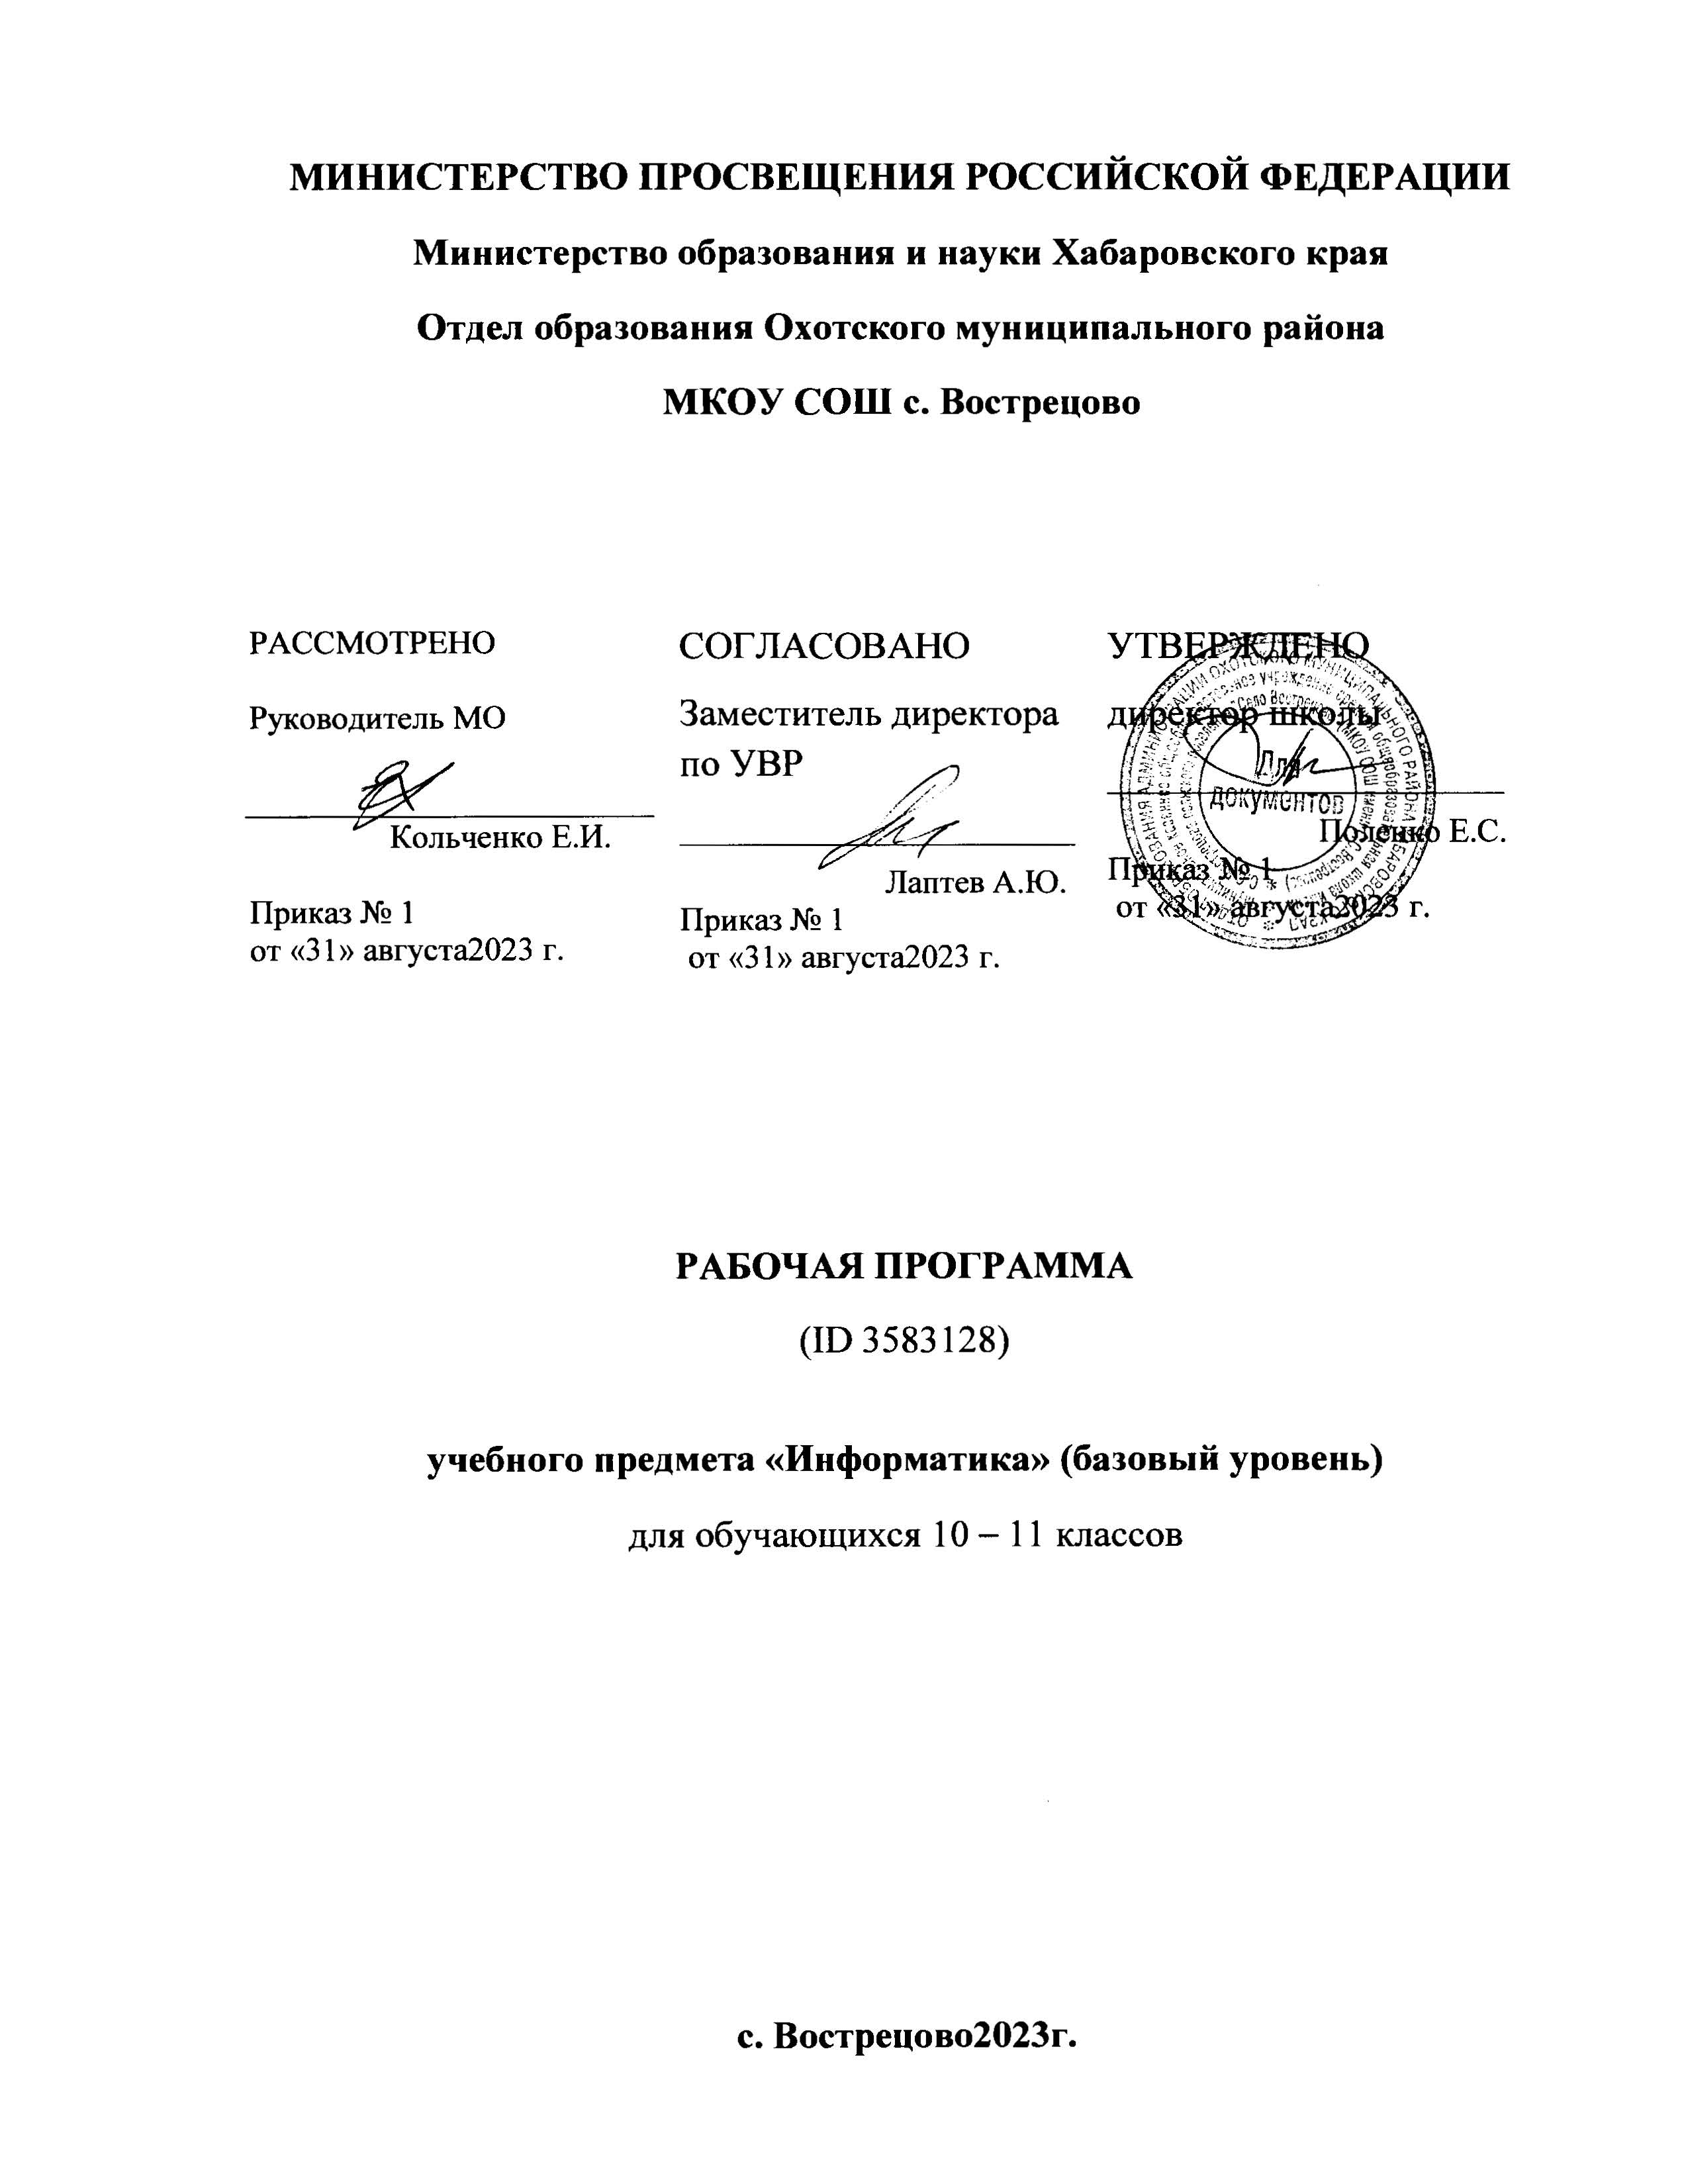 МИНИСТЕРСТВО ПРОСВЕЩЕНИЯ РОССИЙСКОЙ ФЕДЕРАЦИИ
Министерство образования и науки Хабаровского края
Отдел образования Охотского муниципального района
МКОУ СОШ с. Вострецово
РАССМОТРЕНО
Руководитель МО
Кольченко Е.И.
Приказ № 1
от «31» августа2023 г.
СОГЛАСОВАНО
Заместитель директора
по УВР
Лаптев А.Ю.
Приказ № 1
от «31» августа2023 г.
УТВЕРЖДЕНО
директор школы
Поленко Е.С.
Приказ № 1
от «31» августа2023 г.
Для
документов
РАБОЧАЯ ПРОГРАММА
(ID 3583128)
учебного предмета «Информатика» (базовый уровень)
для обучающихся 10 – 11 классов
с. Вострецово2023г.